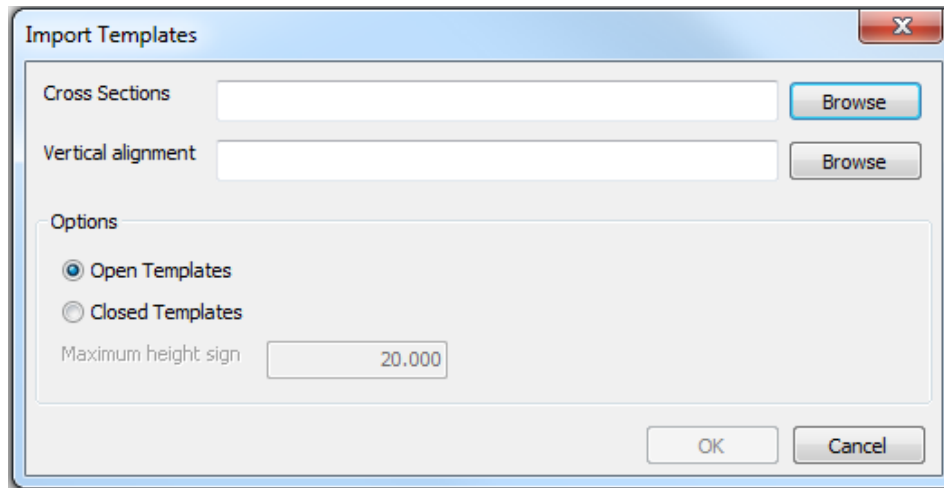 Import Templates
Cross Sections
Browse
Vertical alignment
Browse
Options
Open Templates
Closed Templates
Maximum height sign
20.000
OK
Cancel